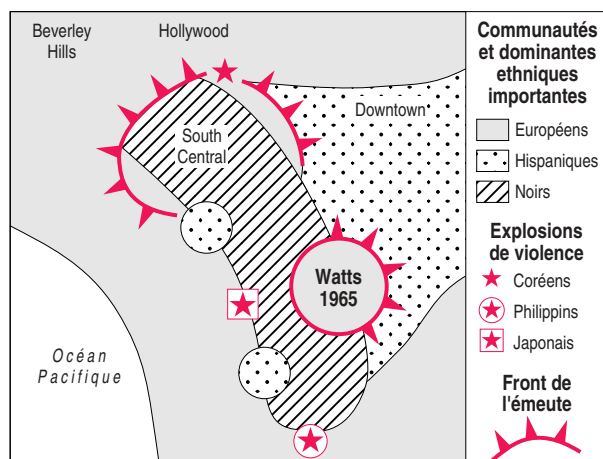 Beverley
Hills
Hollywood
Downtown
South
Central
Watts
1965
Océan
Pacifique
Communautés
et dominantes
ethniques
importantes
Européens
Hispaniques
Noirs
Explosions
de violence
Coréens
Philippins
Japonais
Front de
l'émeute